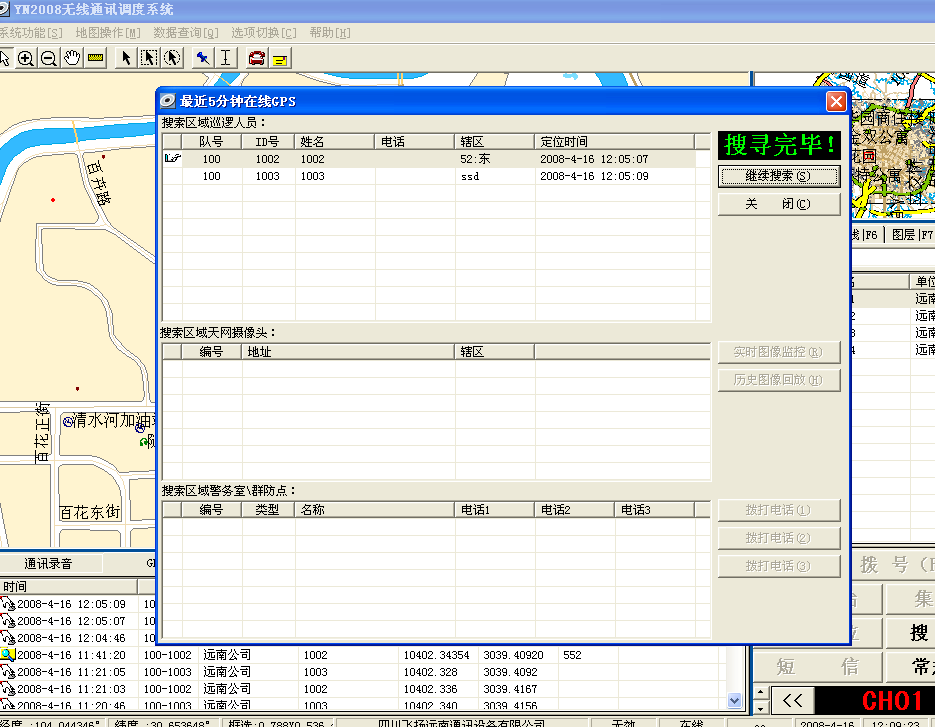 YN2008无线通讯调度系统
系统功能[S] 地图操作[M] 数据查询[Q] 选项切换[C] 帮助[H]
最近5分钟在线GPS
搜索区域巡逻人员：
队号 ID号 姓名 电话 辖区 定位时间
100 1002 1002 52:东 2008-4-16 12:05:07
100 1003 1003 ssd 2008-4-16 12:05:09
搜寻完毕!
继续搜索(S)
关 闭(C)
搜索区域天网摄像头：
编号 地址 辖区
实时图像监控(R)
历史图像回放(H)
搜索区域警务室\群防点：
编号 类型 名称 电话1 电话2 电话3
拨打电话(1)
拨打电话(2)
拨打电话(3)
百卉路
清水河加油
百花正街
百花东街
花园商住楼
金双公寓
花园
特公寓
线|F6 图层|F7
单位
远南
远南
远南
远南
通讯录音
时间
2008-4-16 12:05:09
2008-4-16 12:05:07
2008-4-16 12:04:46
2008-4-16 11:41:20 100-1002 远南公司 1002 10402.34354 3039.40920 552
2008-4-16 11:21:05 100-1003 远南公司 1003 10402.328 3039.4092
2008-4-16 11:21:03 100-1002 远南公司 1002 10402.336 3039.4167
2008-4-16 11:20:46 100-1003 远南公司 1003 10402.340 3039.4156
拨 号
集
搜
短 信
常
<<
CH01
经度:104.044346° 纬度:30.653648° 框选:0.788X0.536 四川飞扬远南通讯设备有限公司 无效 在线 2008-4-16 12:09:23